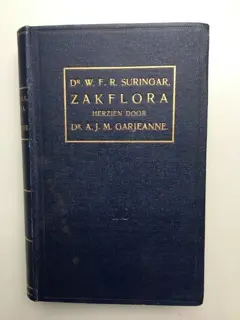 DR. W. F. R. SURINGAR,
ZAKFLORA
HERZIEN DOOR
DR. A. J. M. GARJEANNE.